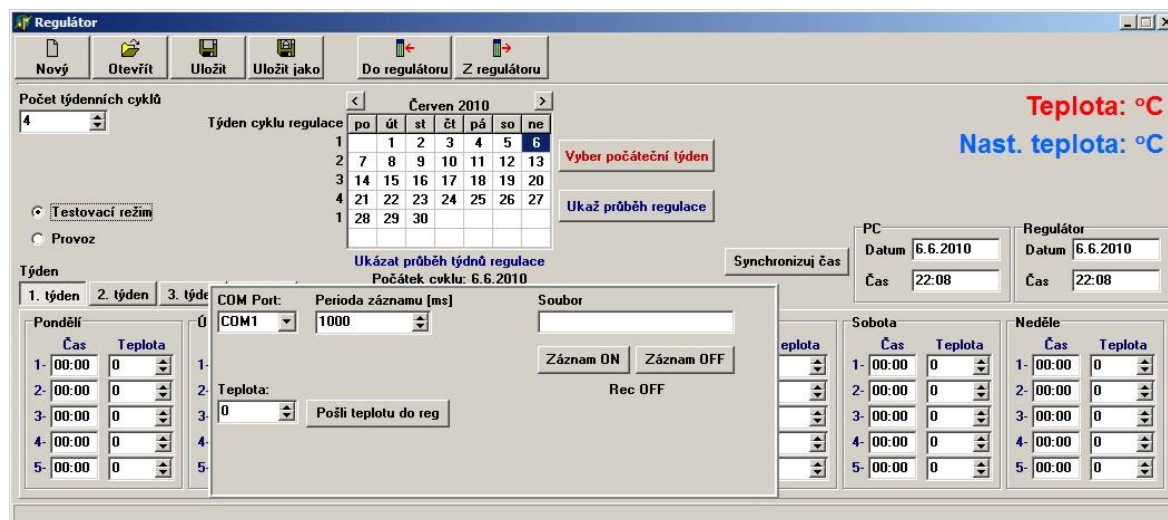 Regulátor
Nový Otevřít Uložit Uložit jako Do regulátoru Z regulátoru
Počet týdenních cyklů
4
Týden cyklu regulace
< Červen 2010 >
po út st čt pá so ne
1 1 2 3 4 5 6
2 7 8 9 10 11 12 13
3 14 15 16 17 18 19 20
4 21 22 23 24 25 26 27
1 28 29 30
Vyber počáteční týden
Ukaž průběh regulace
Teplota: °C
Nast. teplota: °C
Testovací režim
Provoz
Ukázat průběh týdnů regulace
Počátek cyklu: 6.6.2010
Synchronizuj čas
PC
Datum 6.6.2010
Čas 22:08
Regulátor
Datum 6.6.2010
Čas 22:08
Týden
1. týden 2. týden 3. týde
COM Port: Perioda záznamu [ms] Soubor
COM1 1000
Záznam ON Záznam OFF
Rec OFF
Teplota:
0 Pošli teplotu do reg
Pondělí
Čas Teplota
1- 00:00 0
2- 00:00 0
3- 00:00 0
4- 00:00 0
5- 00:00 0
Ú
1-
2-
3-
4-
5-
eplota
Sobota
Čas Teplota
1- 00:00 0
2- 00:00 0
3- 00:00 0
4- 00:00 0
5- 00:00 0
Neděle
Čas Teplota
1- 00:00 0
2- 00:00 0
3- 00:00 0
4- 00:00 0
5- 00:00 0